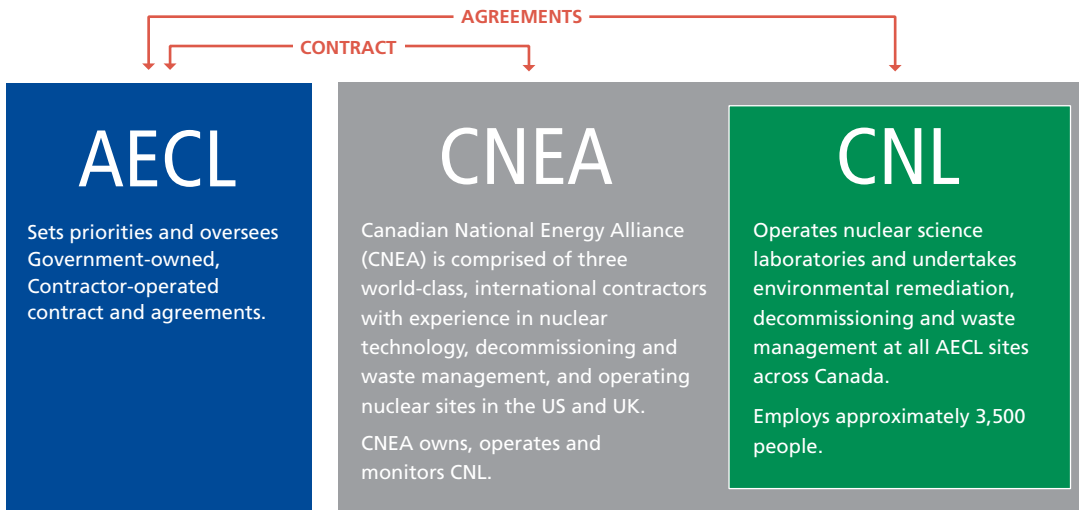 AGREEMENTS
CONTRACT
AECL
Sets priorities and oversees
Government-owned,
Contractor-operated
contract and agreements.
CNEA
Canadian National Energy Alliance
(CNEA) is comprised of three
world-class, international contractors
with experience in nuclear
technology, decommissioning and
waste management, and operating
nuclear sites in the US and UK.
CNEA owns, operates and
monitors CNL.
CNL
Operates nuclear science
laboratories and undertakes
environmental remediation,
decommissioning and waste
management at all AECL sites
across Canada.
Employs approximately 3,500
people.